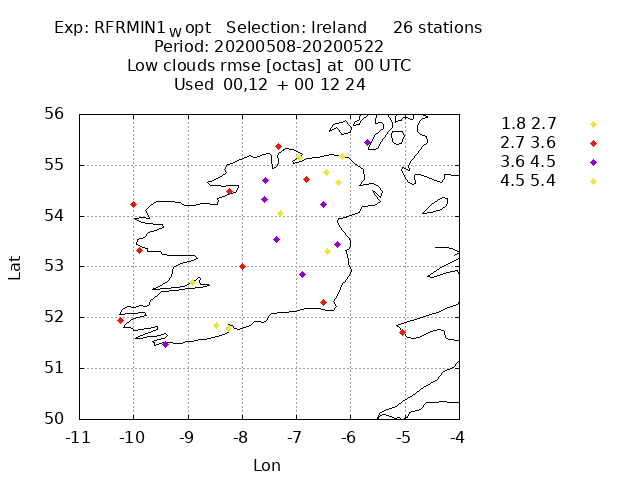 Exp: RFRMIN1_W opt Selection: Ireland 26 stations
Period: 20200508-20200522
Low clouds rmse [octas] at 00 UTC
Used 00,12 + 00 12 24
1.8 2.7
2.7 3.6
3.6 4.5
4.5 5.4
56
55
54
53
52
51
50
Lat
-11 -10 -9 -8 -7 -6 -5 -4
Lon